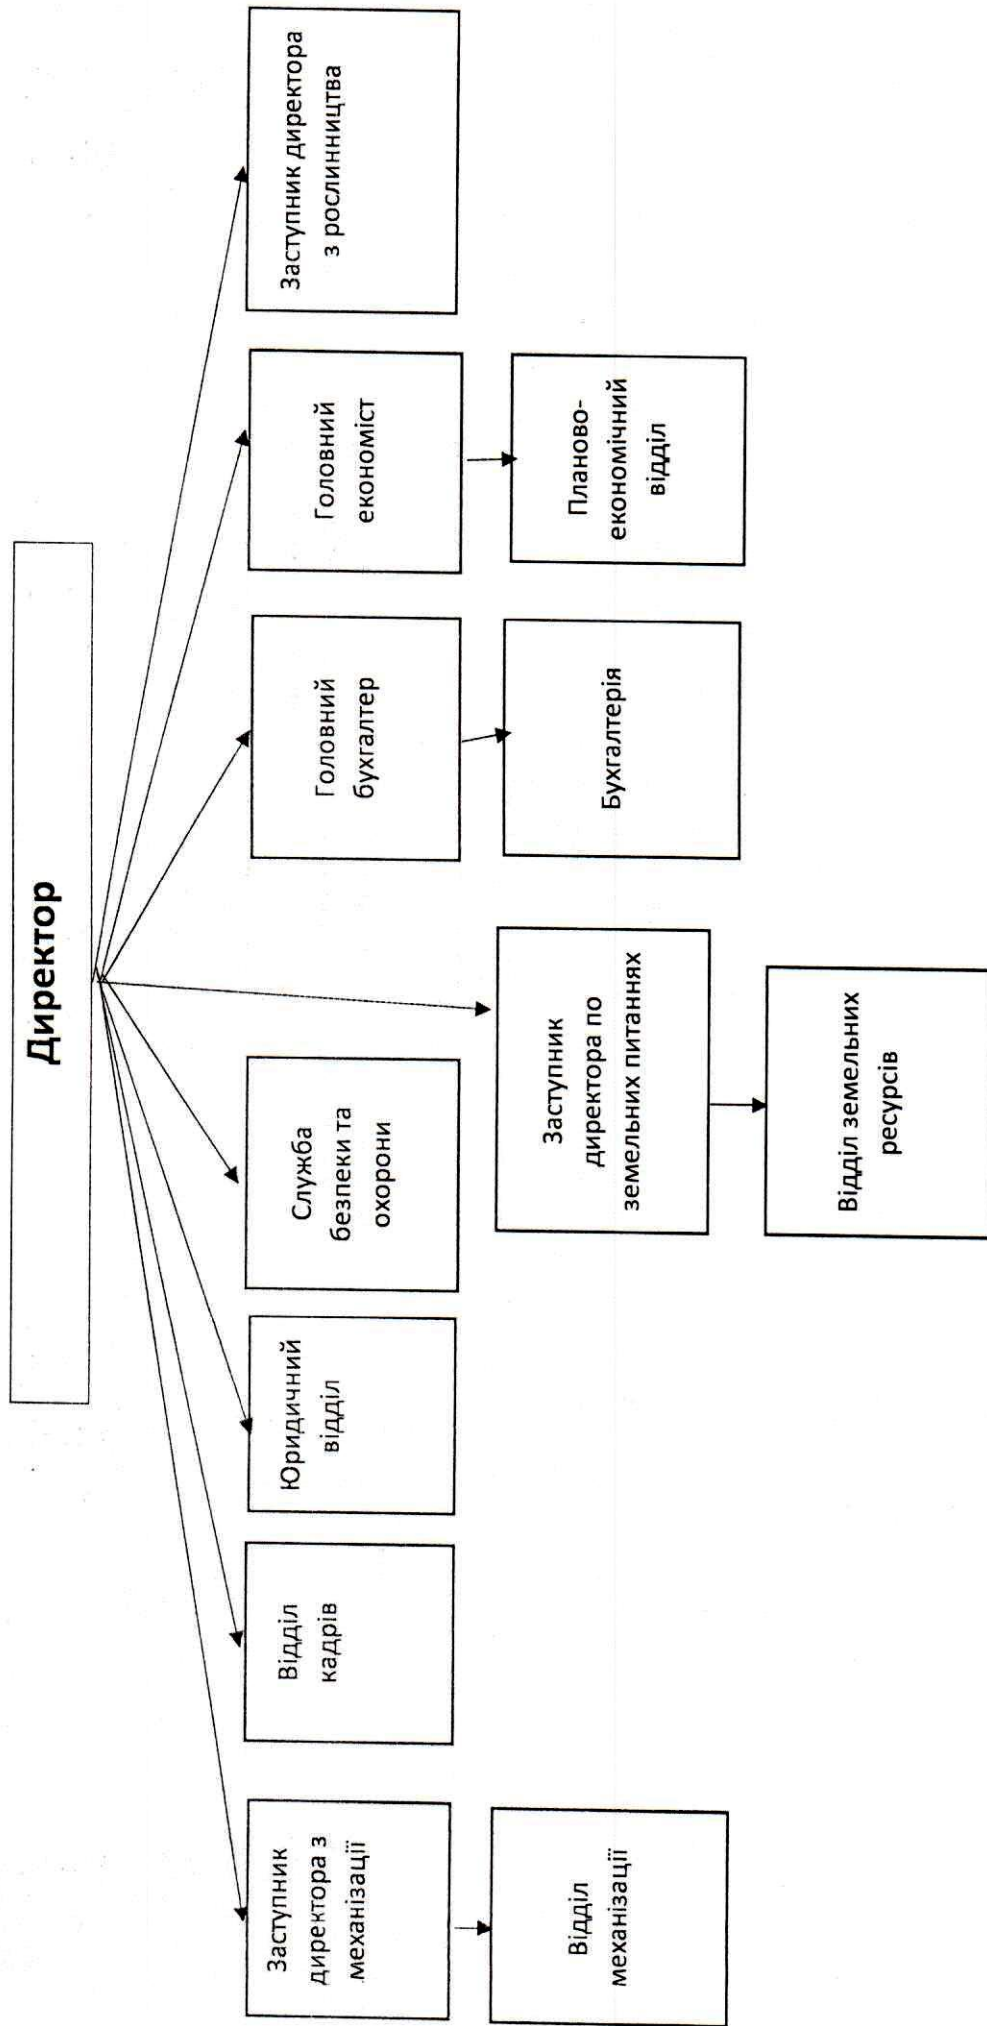 Директор
Заступник
директора з
механізації
Відділ
кадрів
Юридичний
відділ
Служба
безпеки та
охорони
Головний
бухгалтер
Головний
економіст
Заступник директора
з рослинництва
Відділ
механізації
Заступник
директора по
земельних питаннях
Бухгалтерія
Планово-
економічний
відділ
Відділ земельних
ресурсів